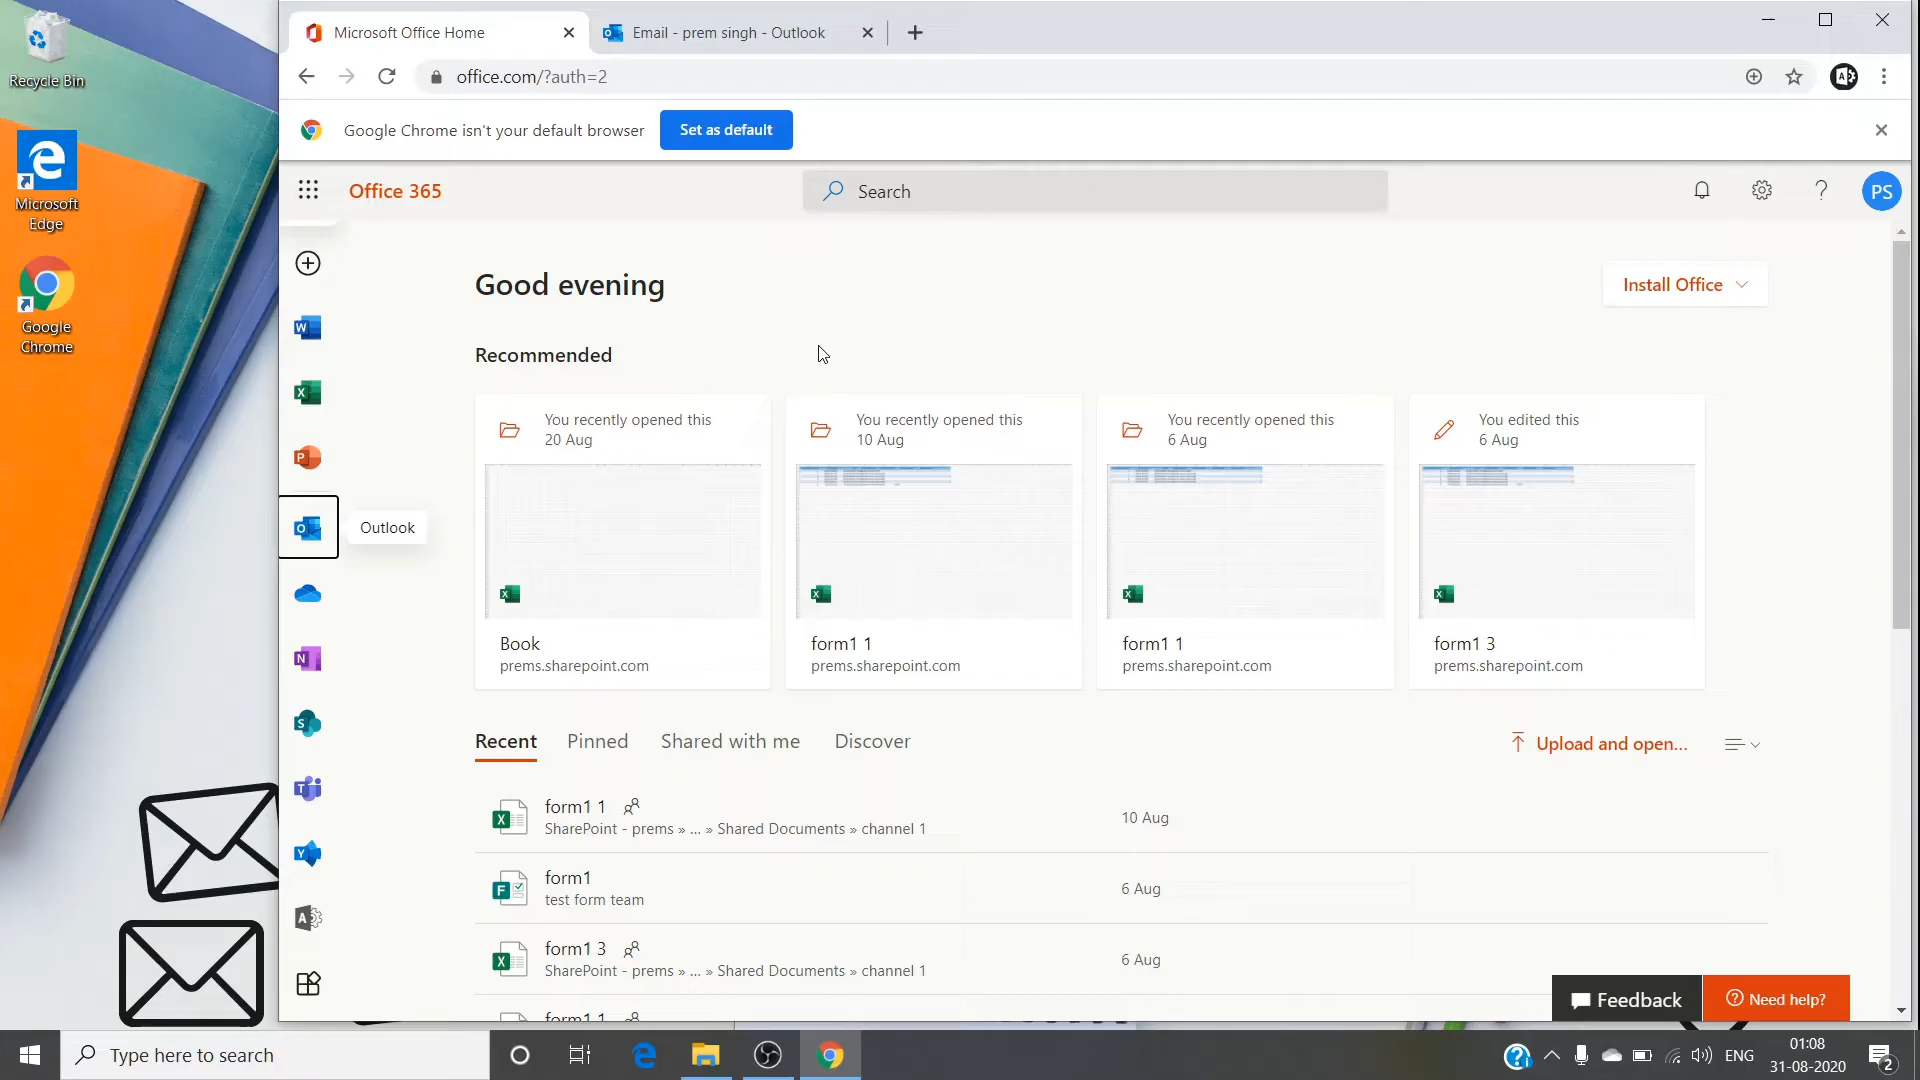 Recycle Bin
Microsoft
Edge
Google
Chrome
Microsoft Office Home
Email - prem singh - Outlook
office.com/?auth=2
Google Chrome isn't your default browser
Set as default
Office 365
Search
PS
Good evening
Install Office
Recommended
You recently opened this
20 Aug
You recently opened this
10 Aug
You recently opened this
6 Aug
You edited this
6 Aug
Outlook
Book
prems.sharepoint.com
form1 1
prems.sharepoint.com
form1 1
prems.sharepoint.com
form1 3
prems.sharepoint.com
Recent
Pinned
Shared with me
Discover
Upload and open...
form1 1
SharePoint - prems » ... » Shared Documents » channel 1
10 Aug
form1
test form team
6 Aug
form1 3
SharePoint - prems » ... » Shared Documents » channel 1
6 Aug
form1 1
Feedback
Need help?
Type here to search
ENG
01:08
31-08-2020
2